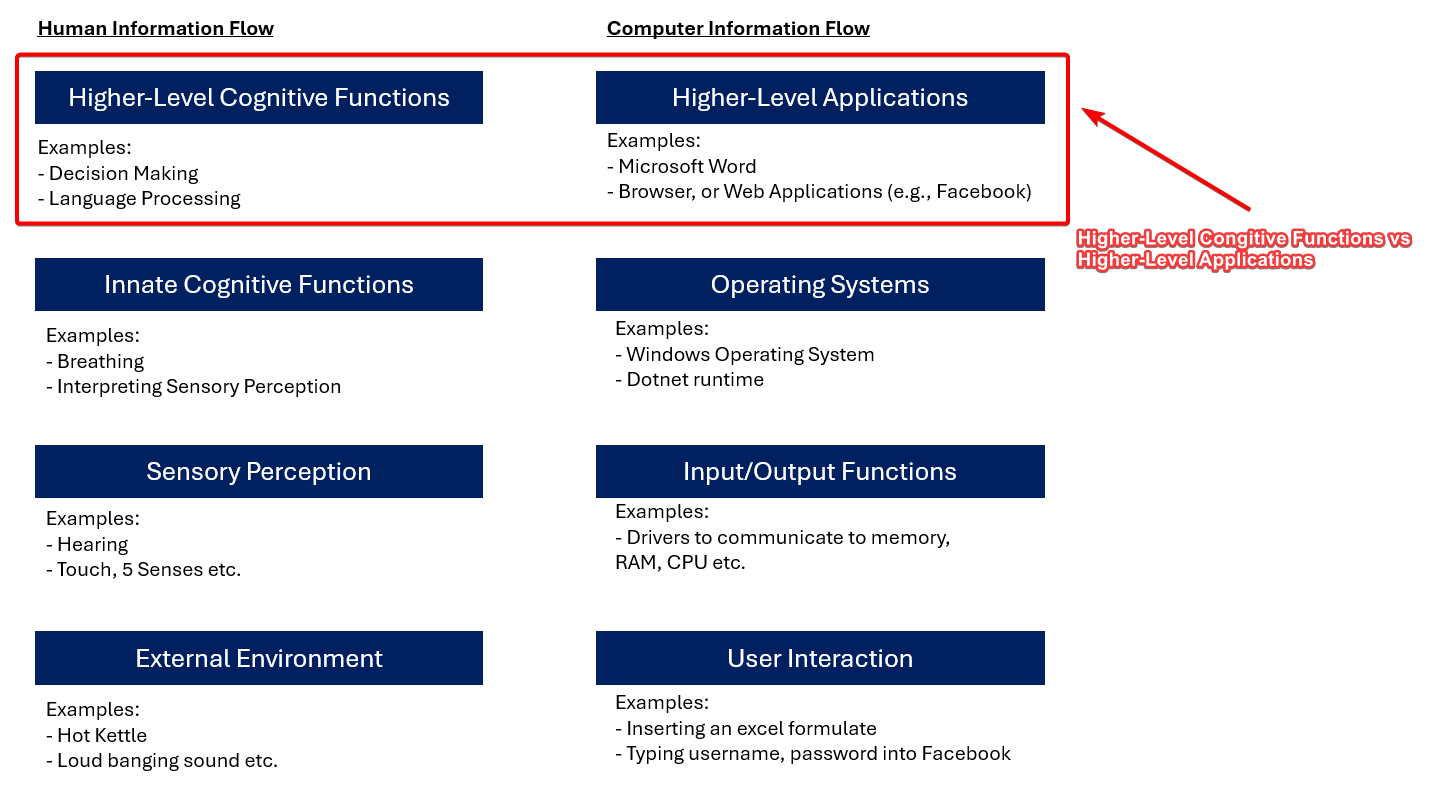 Human Information Flow
Computer Information Flow
Higher-Level Cognitive Functions
Higher-Level Applications
Examples:
- Decision Making
- Language Processing
Examples:
- Microsoft Word
- Browser, or Web Applications (e.g., Facebook)
Higher-Level Congitive Functions vs
Higher-Level Applications
Innate Cognitive Functions
Operating Systems
Examples:
- Breathing
- Interpreting Sensory Perception
Examples:
- Windows Operating System
- Dotnet runtime
Sensory Perception
Input/Output Functions
Examples:
- Hearing
- Touch, 5 Senses etc.
Examples:
- Drivers to communicate to memory,
RAM, CPU etc.
External Environment
User Interaction
Examples:
- Hot Kettle
- Loud banging sound etc.
Examples:
- Inserting an excel formulate
- Typing username, password into Facebook